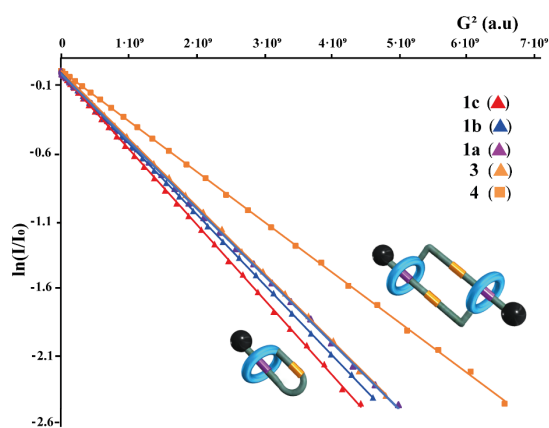 G² (a.u)
0 1·10⁹ 2·10⁹ 3·10⁹ 4·10⁹ 5·10⁹ 6·10⁹ 7·10⁹
-0.1
-0.6
-1.1
-1.6
-2.1
-2.6
ln(I/I₀)
1c (▲)
1b (▲)
1a (▲)
3 (▲)
4 (■)